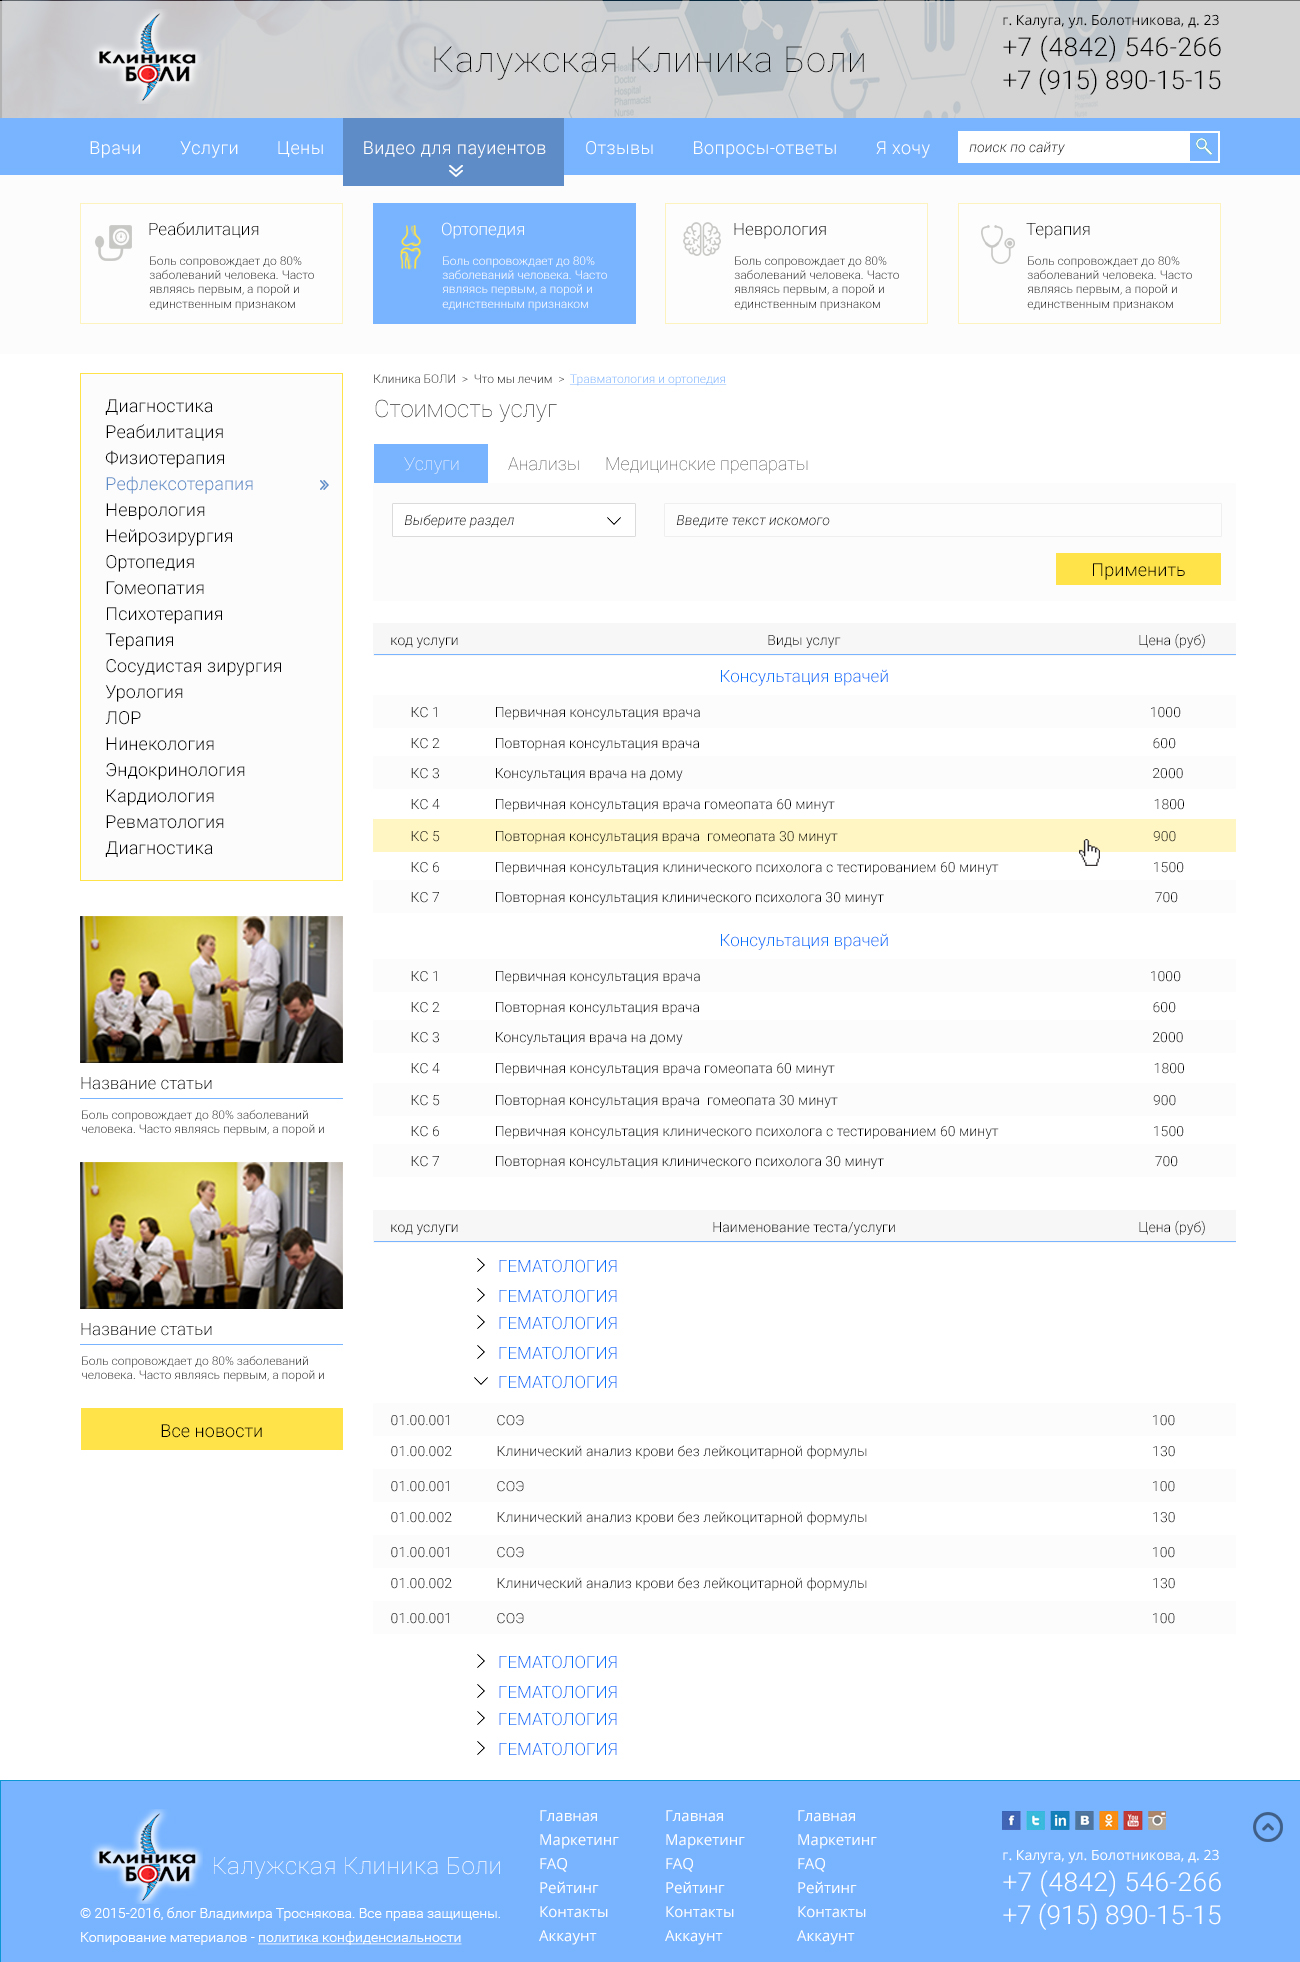 Клиника
БОЛИ
Калужская Клиника Боли
Healthcare
Doctor
Hospital
Pharmacist
Nurse
г. Калуга, ул. Болотникова, д. 23
+7 (4842) 546-266
+7 (915) 890-15-15
Врачи Услуги Цены Видео для пауиентов Отзывы Вопросы-ответы Я хочу поиск по сайту
Реабилитация
Боль сопровождает до 80%
заболеваний человека. Часто
являясь первым, а порой и
единственным признаком
Ортопедия
Боль сопровождает до 80%
заболеваний человека. Часто
являясь первым, а порой и
единственным признаком
Неврология
Боль сопровождает до 80%
заболеваний человека. Часто
являясь первым, а порой и
единственным признаком
Терапия
Боль сопровождает до 80%
заболеваний человека. Часто
являясь первым, а порой и
единственным признаком
Диагностика
Реабилитация
Физиотерапия
Рефлексотерапия
Неврология
Нейрозиругия
Ортопедия
Гомеопатия
Психотерапия
Терапия
Сосудистая зирургия
Урология
ЛОР
Нинекология
Эндокринология
Кардиология
Ревматология
Диагностика
Название статьи
Боль сопровождает до 80% заболеваний
человека. Часто являясь первым, а порой и
Название статьи
Боль сопровождает до 80% заболеваний
человека. Часто являясь первым, а порой и
Все новости
Клиника БОЛИ > Что мы лечим > Травматология и ортопедия
Стоимость услуг
Услуги Анализы Медицинские препараты
Выберите раздел Введите текст искомого
Применить
код услуги Виды услуг Цена (руб)
Консультация врачей
КС 1 Первичная консультация врача 1000
КС 2 Повторная консультация врача 600
КС 3 Консультация врача на дому 2000
КС 4 Первичная консультация врача гомеопата 60 минут 1800
КС 5 Повторная консультация врача гомеопата 30 минут 900
КС 6 Первичная консультация клинического психолога с тестированием 60 минут 1500
КС 7 Повторная консультация клинического психолога 30 минут 700
Консультация врачей
КС 1 Первичная консультация врача 1000
КС 2 Повторная консультация врача 600
КС 3 Консультация врача на дому 2000
КС 4 Первичная консультация врача гомеопата 60 минут 1800
КС 5 Повторная консультация врача гомеопата 30 минут 900
КС 6 Первичная консультация клинического психолога с тестированием 60 минут 1500
КС 7 Повторная консультация клинического психолога 30 минут 700
код услуги Наименование теста/услуги Цена (руб)
ГЕМАТОЛОГИЯ
ГЕМАТОЛОГИЯ
ГЕМАТОЛОГИЯ
ГЕМАТОЛОГИЯ
ГЕМАТОЛОГИЯ
01.00.001 СОЭ 100
01.00.002 Клинический анализ крови без лейкоцитарной формулы 130
01.00.001 СОЭ 100
01.00.002 Клинический анализ крови без лейкоцитарной формулы 130
01.00.001 СОЭ 100
01.00.002 Клинический анализ крови без лейкоцитарной формулы 130
01.00.001 СОЭ 100
ГЕМАТОЛОГИЯ
ГЕМАТОЛОГИЯ
ГЕМАТОЛОГИЯ
ГЕМАТОЛОГИЯ
Клиника
БОЛИ
Калужская Клиника Боли
© 2015-2016, блог Владимира Троснякова. Все права защищены.
Копирование материалов - политика конфиденсиальности
Главная
Маркетинг
FAQ
Рейтинг
Контакты
Аккаунт
Главная
Маркетинг
FAQ
Рейтинг
Контакты
Аккаунт
Главная
Маркетинг
FAQ
Рейтинг
Контакты
Аккаунт
г. Калуга, ул. Болотникова, д. 23
+7 (4842) 546-266
+7 (915) 890-15-15